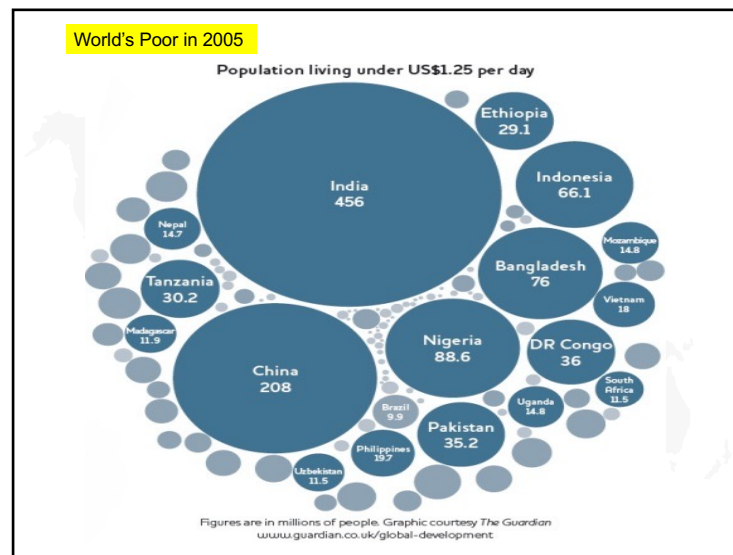 World's Poor in 2005
Population living under US$1.25 per day
Ethiopia
29.1
India
456
Indonesia
66.1
Nepal
14.7
Mozambique
14.8
Bangladesh
76
Tanzania
30.2
Vietnam
18
Madagascar
11.9
Nigeria
88.6
DR Congo
36
China
208
South
Africa
11.5
Brazil
9.9
Uganda
14.8
Pakistan
35.2
Philippines
19.7
Uzbekistan
11.5
Figures are in millions of people. Graphic courtesy The Guardian
www.guardian.co.uk/global-development